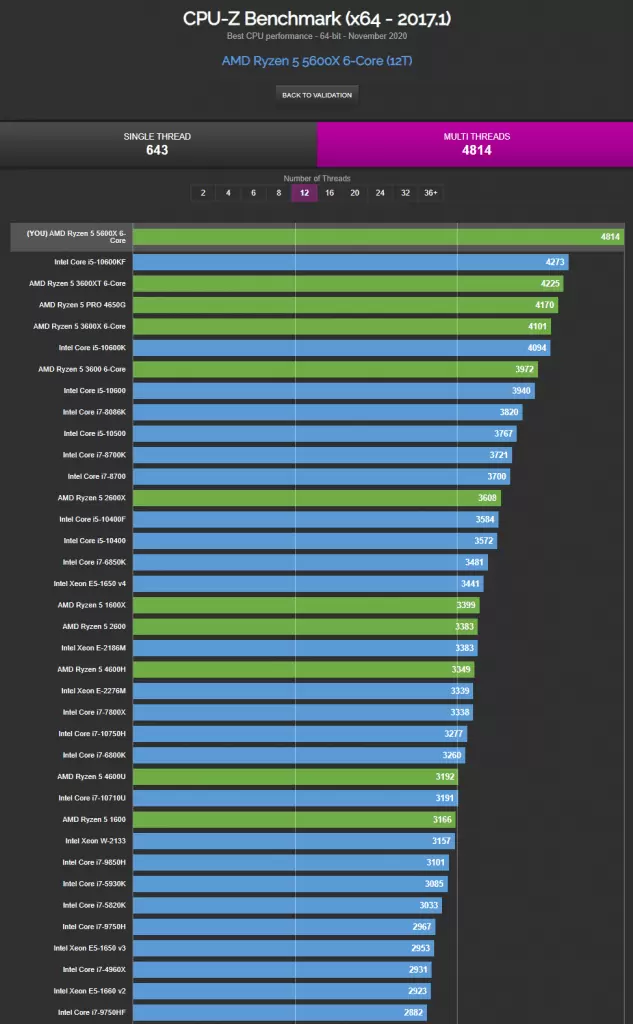 CPU-Z Benchmark (x64 - 2017.1)
Best CPU performance - 64-bit - November 2020
AMD Ryzen 5 5600X 6-Core (12T)
BACK TO VALIDATION
SINGLE THREAD
643
MULTI THREADS
4814
Number of Threads
2 4 6 8 12 16 20 24 32 36+
(YOU) AMD Ryzen 5 5600X 6-
Core
4814
Intel Core i5-10600KF 4273
AMD Ryzen 5 3600XT 6-Core 4225
AMD Ryzen 5 PRO 4650G 4170
AMD Ryzen 5 3600X 6-Core 4101
Intel Core i5-10600K 4094
AMD Ryzen 5 3600 6-Core 3972
Intel Core i5-10600 3940
Intel Core i7-8086K 3820
Intel Core i5-10500 3767
Intel Core i7-8700K 3721
Intel Core i7-8700 3700
AMD Ryzen 5 2600X 3608
Intel Core i5-10400F 3584
Intel Core i5-10400 3572
Intel Core i7-6850K 3481
Intel Xeon E5-1650 v4 3441
AMD Ryzen 5 1600X 3399
AMD Ryzen 5 2600 3383
Intel Xeon E-2186M 3383
AMD Ryzen 5 4600H 3349
Intel Xeon E-2276M 3339
Intel Core i7-7800X 3338
Intel Core i7-10750H 3277
Intel Core i7-6800K 3260
AMD Ryzen 5 4600U 3192
Intel Core i7-10710U 3191
AMD Ryzen 5 1600 3166
Intel Xeon W-2133 3157
Intel Core i7-9850H 3101
Intel Core i7-5930K 3085
Intel Core i7-5820K 3033
Intel Core i7-9750H 2967
Intel Xeon E5-1650 v3 2953
Intel Core i7-4960X 2931
Intel Xeon E5-1660 v2 2923
Intel Core i7-9750HF 2882